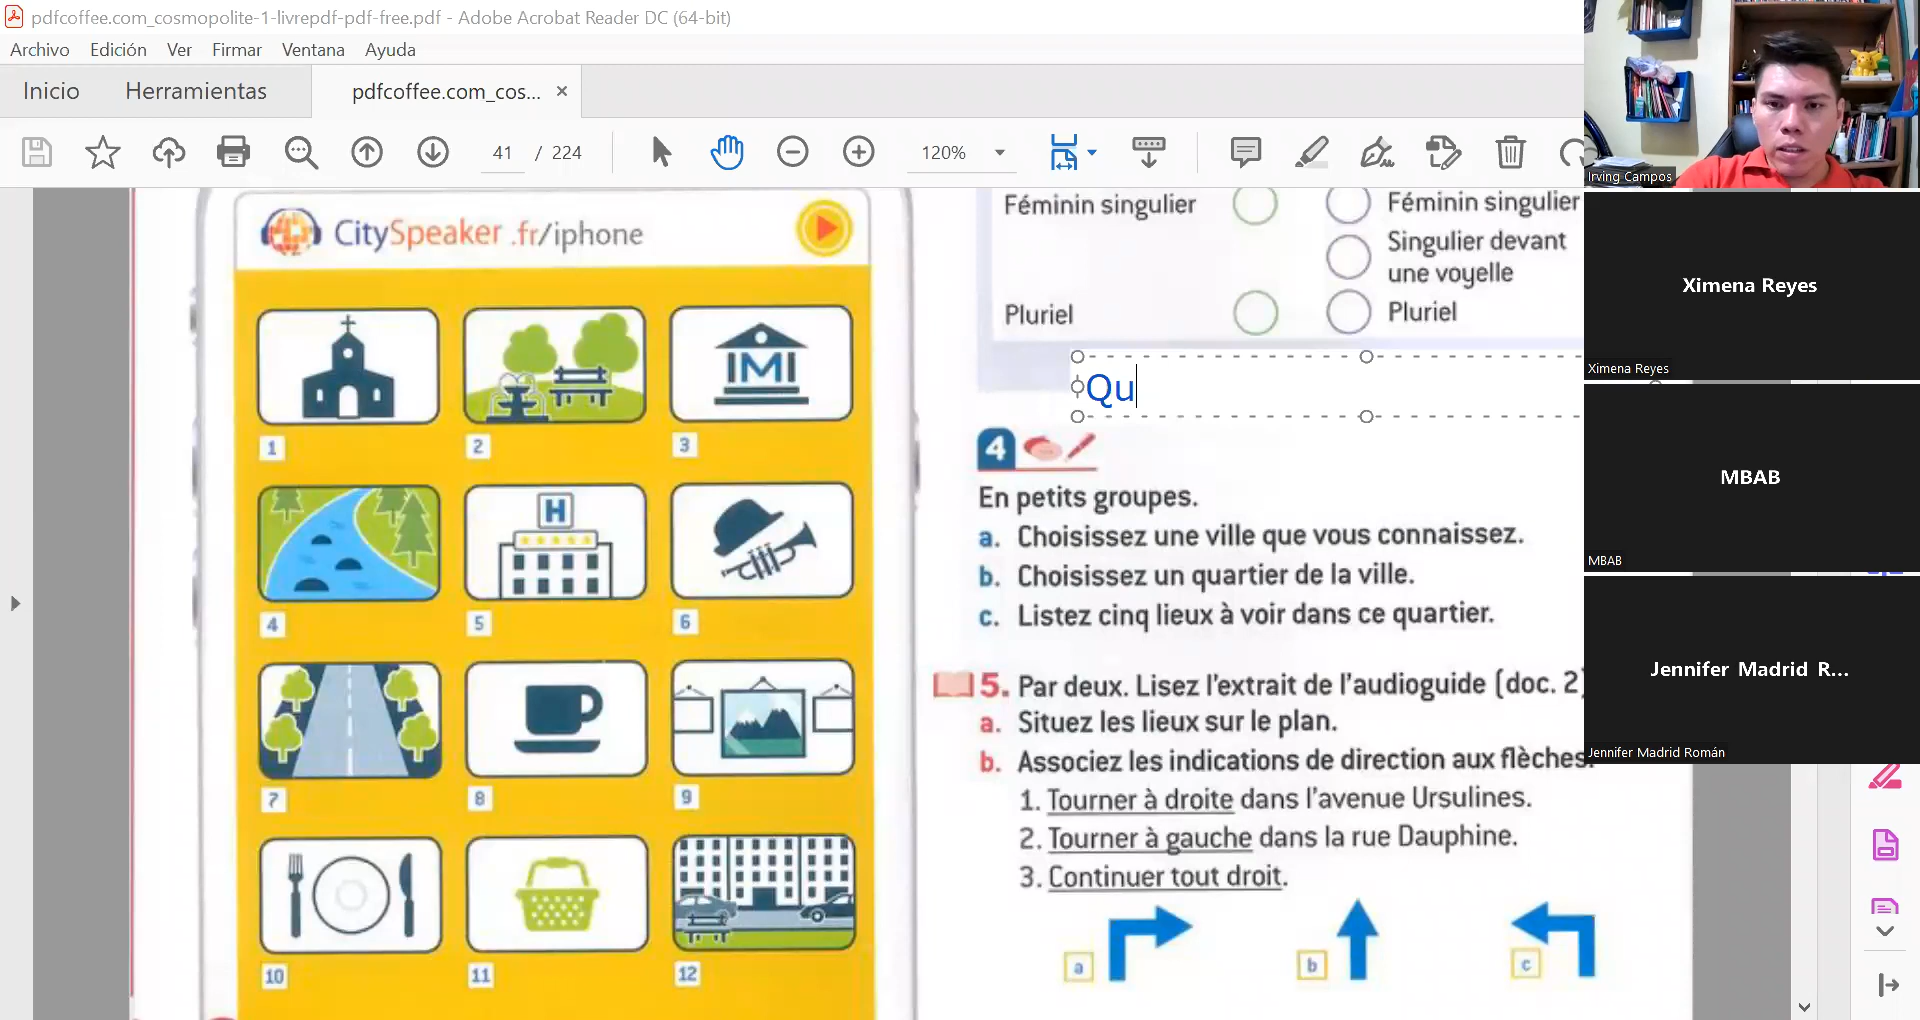 pdfcoffee.com_cosmopolite-1-livrepdf-pdf-free.pdf - Adobe Acrobat Reader DC (64-bit)
Archivo Edición Ver Firmar Ventana Ayuda
Inicio Herramientas pdfcoffee.com_cos... ×
41 / 224 120%
CitySpeaker .fr/iphone
IMI
1 2 3
H
4 5 6
7 8 9
10 11 12
Féminin singulier Féminin singulier
Singulier devant
une voyelle
Pluriel Pluriel
Qu
4
En petits groupes.
a. Choisissez une ville que vous connaissez.
b. Choisissez un quartier de la ville.
c. Listez cinq lieux à voir dans ce quartier.
5. Par deux. Lisez l'extrait de l'audioguide (doc. 2)
a. Situez les lieux sur le plan.
b. Associez les indications de direction aux flèches.
1. Tourner à droite dans l'avenue Ursulines.
2. Tourner à gauche dans la rue Dauphine.
3. Continuer tout droit.
a b c
Irving Campos
Ximena Reyes
Ximena Reyes
MBAB
MBAB
Jennifer Madrid R...
Jennifer Madrid Román